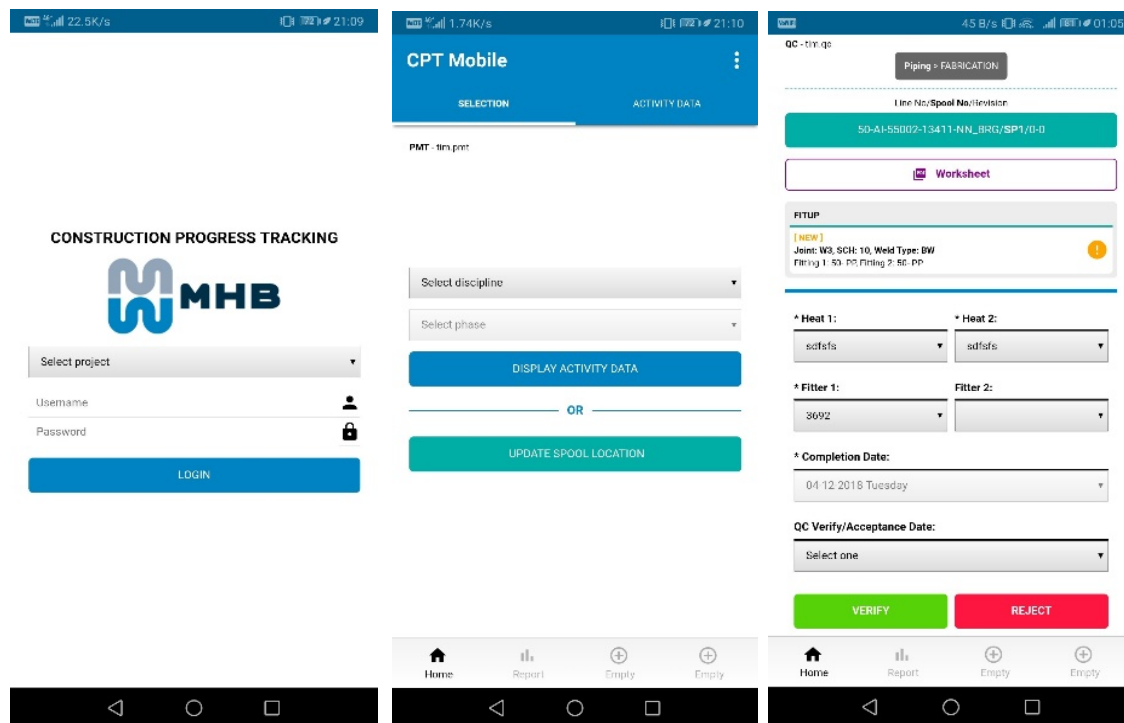 22.5K/s 72 21:09
CONSTRUCTION PROGRESS TRACKING
MHB
Select project
Username
Password
LOGIN
1.74K/s 72 21:10
CPT Mobile
SELECTION ACTIVITY DATA
PMT - tim.pmt
Select discipline
Select phase
DISPLAY ACTIVITY DATA
OR
UPDATE SPOOL LOCATION
Home Report Empty Empty
45 B/s 01:05
QC - tim.qc
Piping > FABRICATION
Line No/Spool No/Revision
50-AI-55002-13411-NN_BRG/SP1/0-0
Worksheet
FITUP
[ NEW ]
Joint: W3, SCH: 10, Weld Type: BW
Fitting 1: 50- PP, Fitting 2: 50- PP
* Heat 1: * Heat 2:
sdfsfs sdfsfs
* Fitter 1: Fitter 2:
3692
* Completion Date:
04-12-2018 Tuesday
QC Verify/Acceptance Date:
Select one
VERIFY REJECT
Home Report Empty Empty